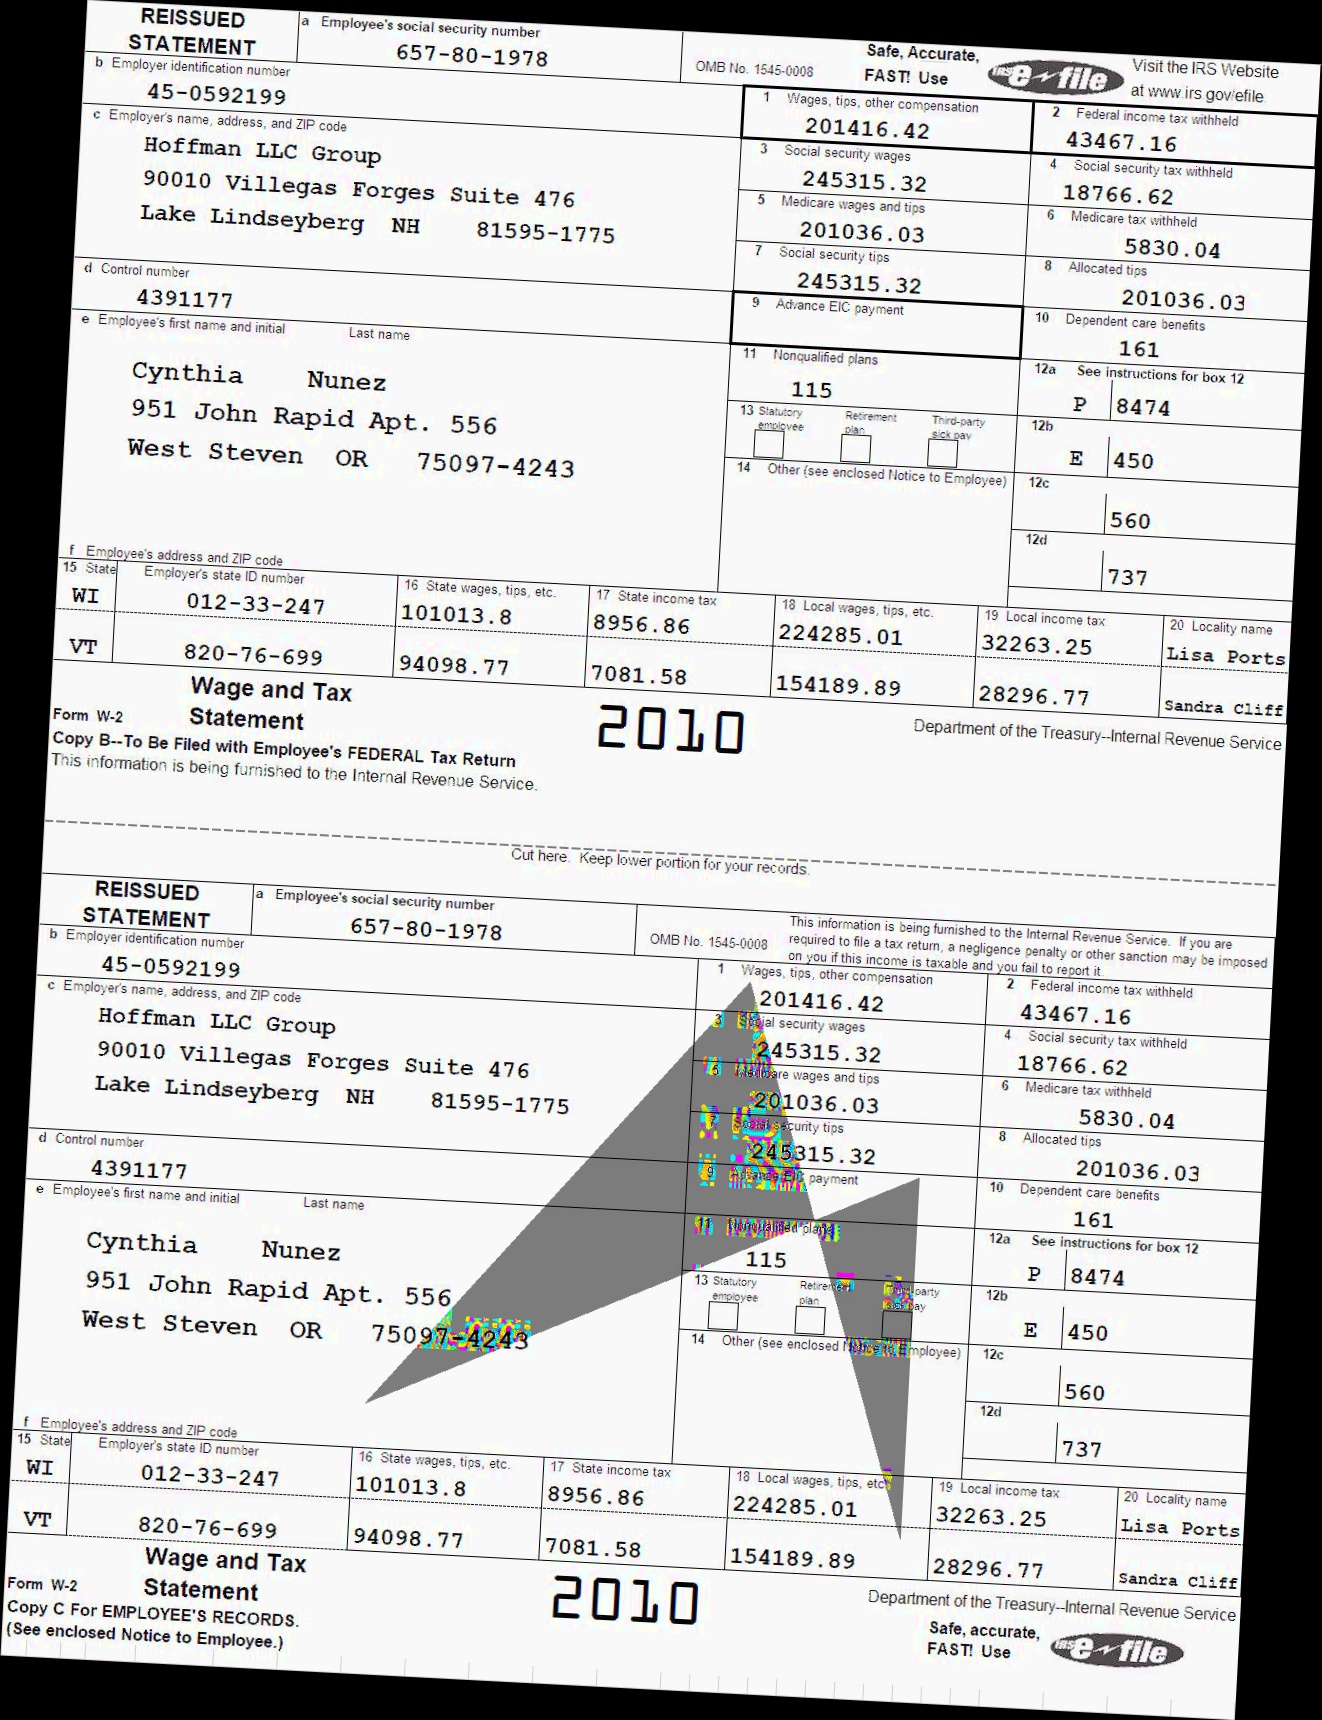 REISSUED STATEMENT
a Employee's social security number
657-80-1978
OMB No. 1545-0008
Safe, Accurate, FAST! Use
IRS e-file
Visit the IRS Website at www.irs.gov/efile
b Employer identification number
45-0592199
c Employer's name, address, and ZIP code
Hoffman LLC Group
90010 Villegas Forges Suite 476
Lake Lindseyberg NH 81595-1775
1 Wages, tips, other compensation
201416.42
2 Federal income tax withheld
43467.16
3 Social security wages
245315.32
4 Social security tax withheld
18766.62
5 Medicare wages and tips
201036.03
6 Medicare tax withheld
5830.04
7 Social security tips
245315.32
8 Allocated tips
201036.03
d Control number
4391177
9 Advance EIC payment
10 Dependent care benefits
161
e Employee's first name and initial Last name
Cynthia Nunez
951 John Rapid Apt. 556
West Steven OR 75097-4243
11 Nonqualified plans
115
12a See instructions for box 12
P 8474
13 Statutory employee Retirement plan Third-party sick pay
12b
E 450
14 Other (see enclosed Notice to Employee)
12c
560
12d
737
f Employee's address and ZIP code
15 State Employer's state ID number
16 State wages, tips, etc.
17 State income tax
18 Local wages, tips, etc.
19 Local income tax
20 Locality name
WI 012-33-247 101013.8 8956.86 224285.01 32263.25 Lisa Ports
VT 820-76-699 94098.77 7081.58 154189.89 28296.77 Sandra Cliff
Form W-2 Wage and Tax Statement
2010
Department of the Treasury--Internal Revenue Service
Copy B--To Be Filed with Employee's FEDERAL Tax Return
This information is being furnished to the Internal Revenue Service.
Cut here. Keep lower portion for your records.
REISSUED STATEMENT
a Employee's social security number
657-80-1978
OMB No. 1545-0008
This information is being furnished to the Internal Revenue Service. If you are
required to file a tax return, a negligence penalty or other sanction may be imposed
on you if this income is taxable and you fail to report it.
b Employer identification number
45-0592199
c Employer's name, address, and ZIP code
Hoffman LLC Group
90010 Villegas Forges Suite 476
Lake Lindseyberg NH 81595-1775
1 Wages, tips, other compensation
201416.42
2 Federal income tax withheld
43467.16
3 Social security wages
245315.32
4 Social security tax withheld
18766.62
5 Medicare wages and tips
201036.03
6 Medicare tax withheld
5830.04
7 Social security tips
245315.32
8 Allocated tips
201036.03
d Control number
4391177
9 Advance EIC payment
10 Dependent care benefits
161
e Employee's first name and initial Last name
Cynthia Nunez
951 John Rapid Apt. 556
West Steven OR 75097-4243
11 Nonqualified plans
115
12a See instructions for box 12
P 8474
13 Statutory employee Retirement plan Third-party sick pay
12b
E 450
14 Other (see enclosed Notice to Employee)
12c
560
12d
737
f Employee's address and ZIP code
15 State Employer's state ID number
16 State wages, tips, etc.
17 State income tax
18 Local wages, tips, etc.
19 Local income tax
20 Locality name
WI 012-33-247 101013.8 8956.86 224285.01 32263.25 Lisa Ports
VT 820-76-699 94098.77 7081.58 154189.89 28296.77 Sandra Cliff
Form W-2 Wage and Tax Statement
2010
Department of the Treasury--Internal Revenue Service
Copy C For EMPLOYEE'S RECORDS.
(See enclosed Notice to Employee.)
Safe, accurate, FAST! Use
IRS e-file